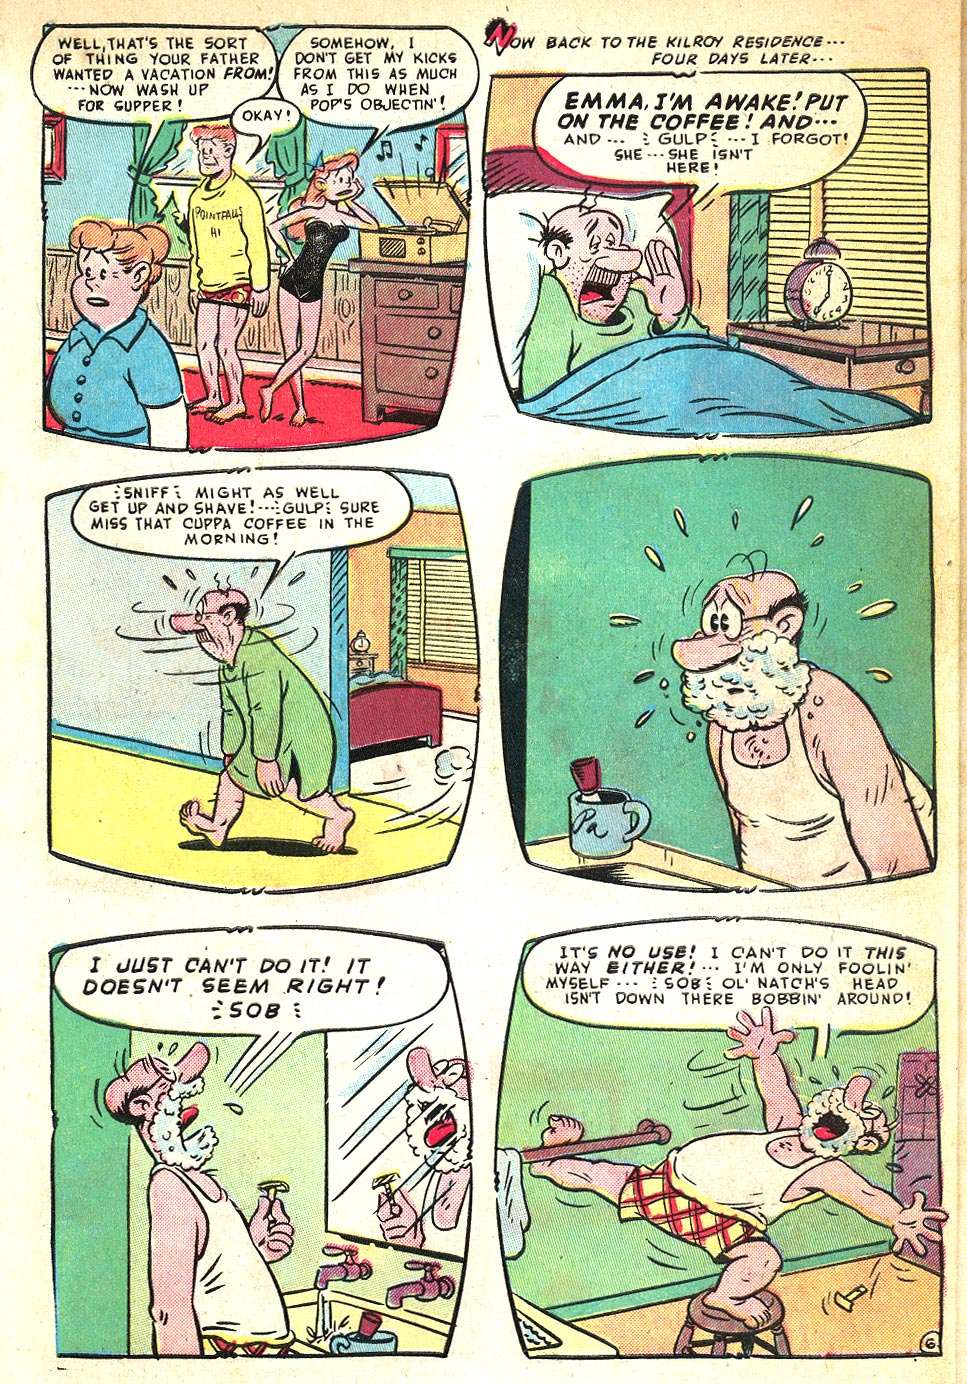 WELL, THAT'S THE SORT
OF THING YOUR FATHER
WANTED A VACATION FROM!
---NOW WASH UP
FOR SUPPER!
OKAY!
SOMEHOW, I
DON'T GET MY KICKS
FROM THIS AS MUCH
AS I DO WHEN
POP'S OBJECTIN'!
POINTFALLS
HI
NOW BACK TO THE KILROY RESIDENCE---
FOUR DAYS LATER---
EMMA, I'M AWAKE! PUT
ON THE COFFEE! AND---
AND--- GULP ---I FORGOT!
SHE---SHE ISN'T
HERE!
SNIFF MIGHT AS WELL
GET UP AND SHAVE!--- GULP SURE
MISS THAT CUPPA COFFEE IN THE
MORNING!
Pa
I JUST CAN'T DO IT! IT
DOESN'T SEEM RIGHT!
SOB
IT'S NO USE! I CAN'T DO IT THIS
WAY EITHER!--- I'M ONLY FOOLIN'
MYSELF--- SOB OL' NATCH'S HEAD
ISN'T DOWN THERE BOBBIN' AROUND!
6